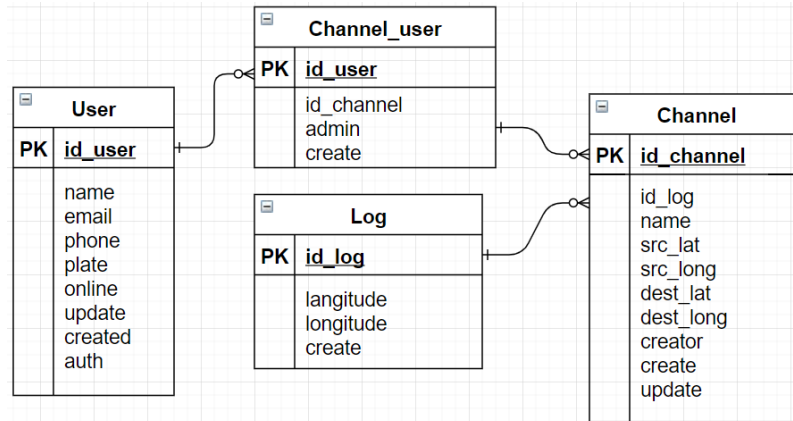 Channel_user
PK id_user
id_channel
admin
create
User
PK id_user
name
email
phone
plate
online
update
created
auth
Log
PK id_log
langitude
longitude
create
Channel
PK id_channel
id_log
name
src_lat
src_long
dest_lat
dest_long
creator
create
update